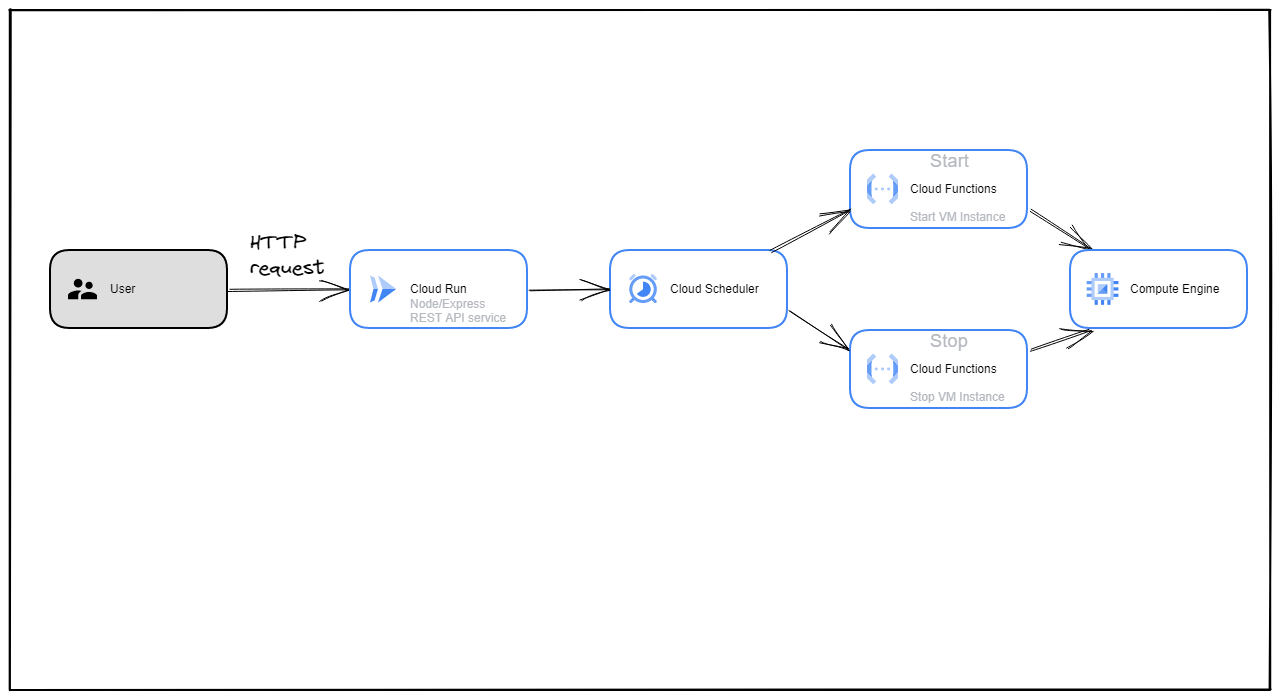 User
HTTP
request
Cloud Run
Node/Express
REST API service
Cloud Scheduler
Start
Cloud Functions
Start VM Instance
Stop
Cloud Functions
Stop VM Instance
Compute Engine